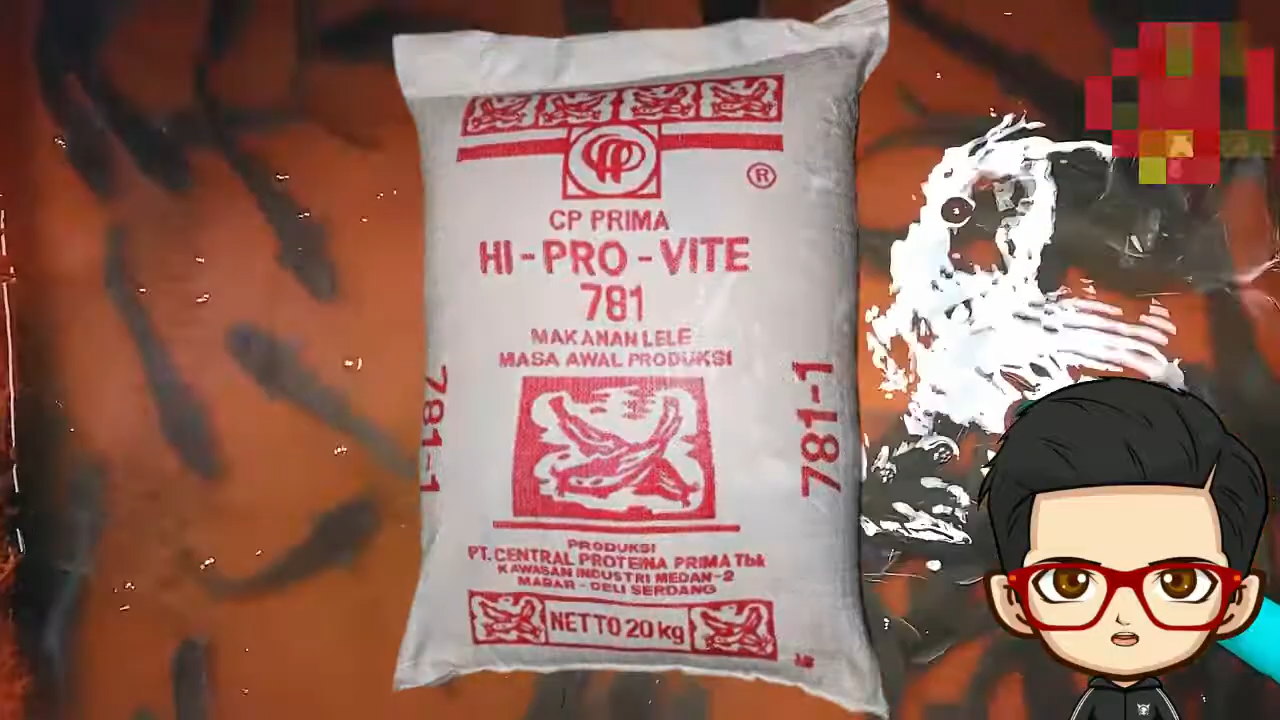 ®
CP PRIMA
HI - PRO - VITE
781
MAKANAN LELE
MASA AWAL PRODUKSI
781-1
781-1
PRODUKSI
PT. CENTRAL PROTEINA PRIMA Tbk
KAWASAN INDUSTRI MEDAN-2
MABAR - DELI SERDANG
NETTO 20 kg